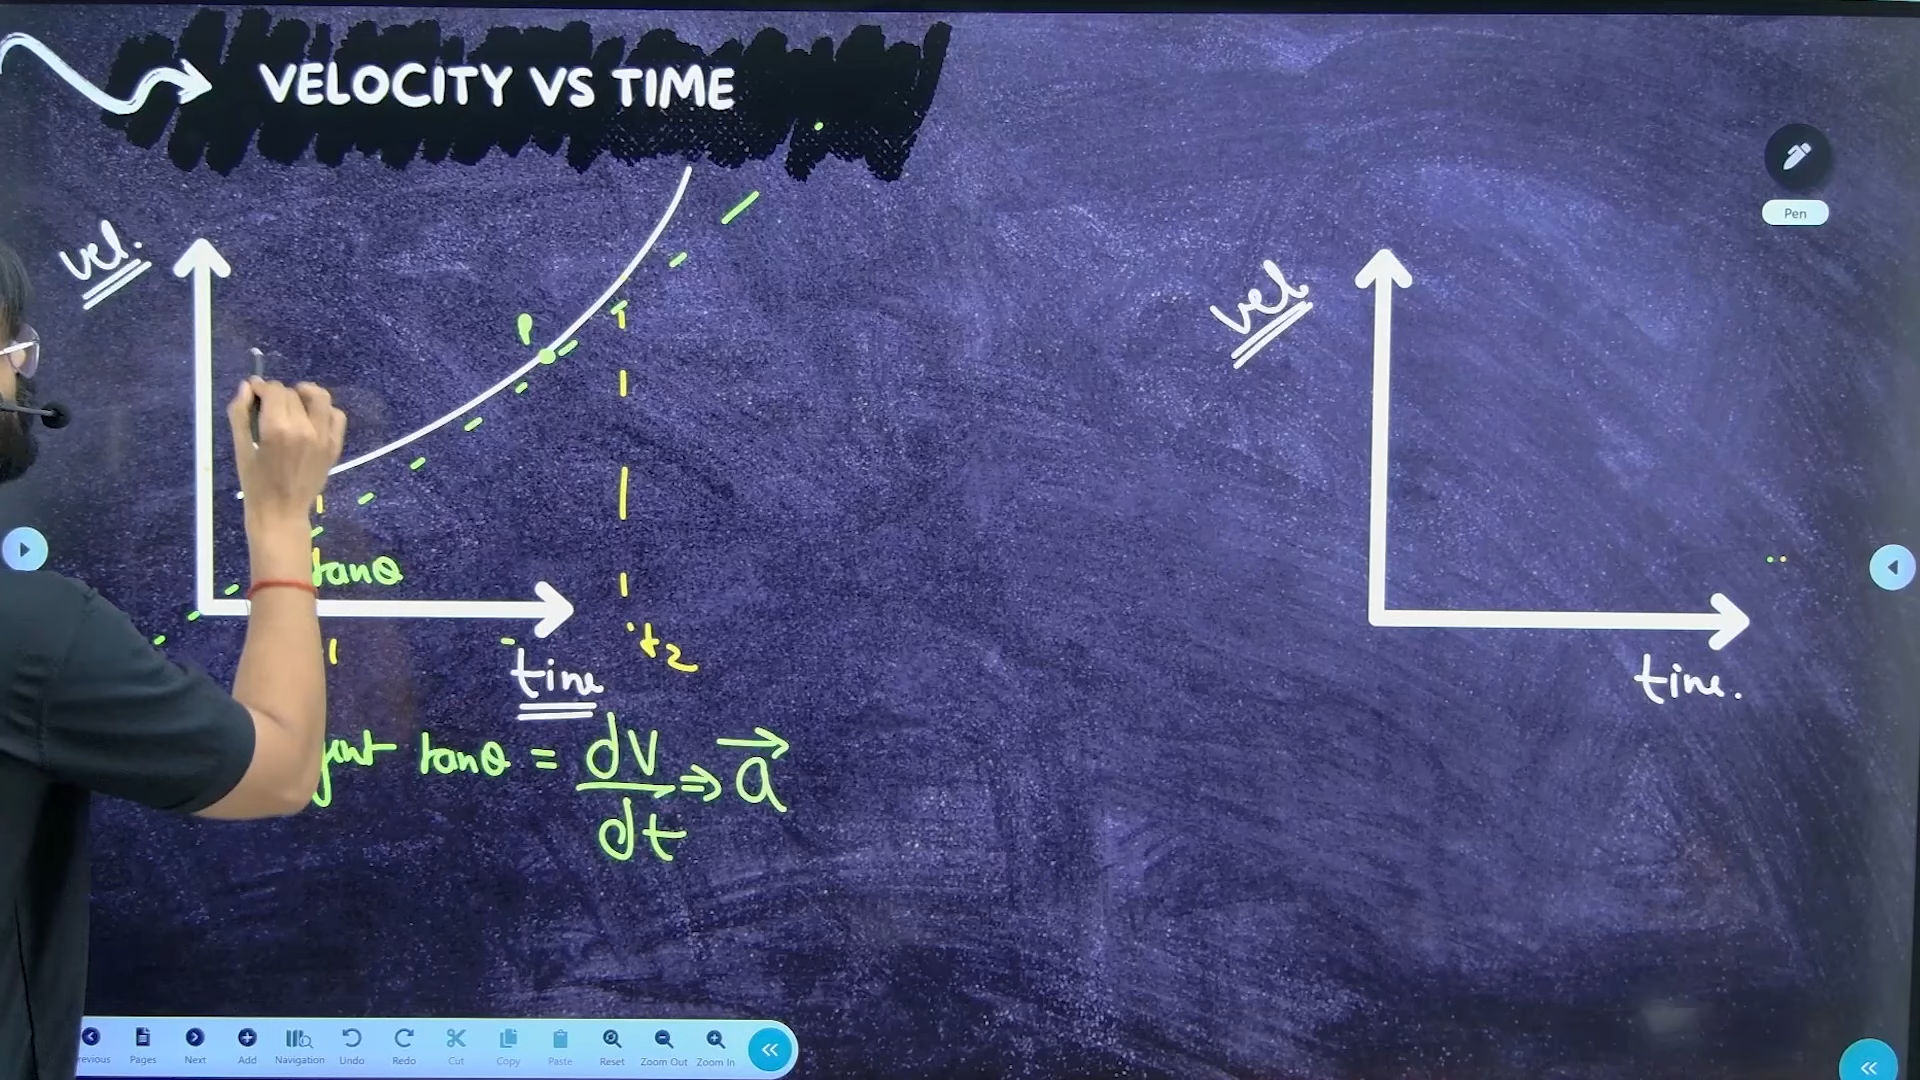 VELOCITY VS TIME
vel.
P
tanθ
t2
time
tanθ = dv/dt ⇒ a
vel
time.
Pen
Pages
Next
Add
Navigation
Undo
Redo
Cut
Copy
Paste
Reset
Zoom Out
Zoom In